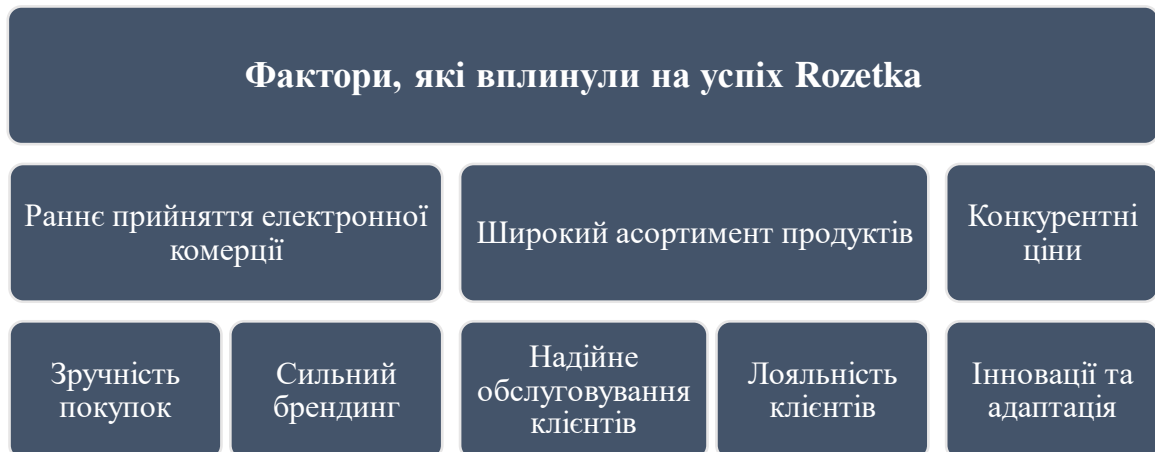 Фактори, які вплинули на успіх Rozetka
Раннє прийняття електронної
комерції
Широкий асортимент продуктів
Конкурентні
ціни
Зручність
покупок
Сильний
брендинг
Надійне
обслуговування
клієнтів
Лояльність
клієнтів
Інновації та
адаптація